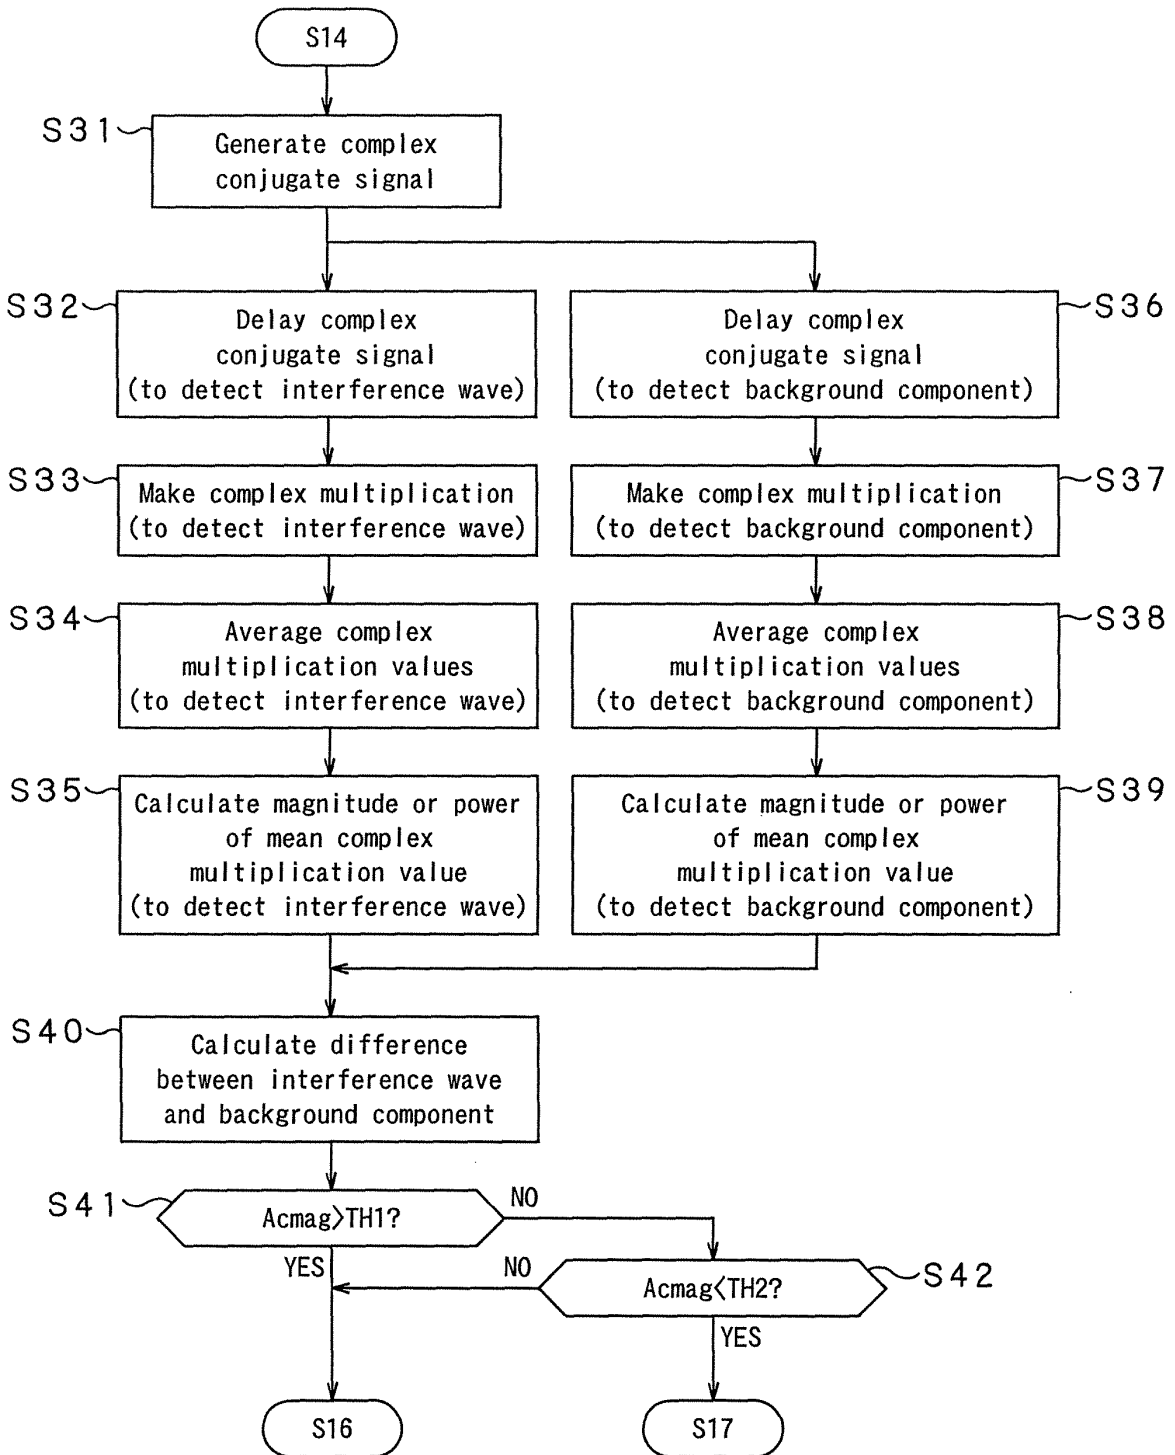 S14
S31
Generate complex
conjugate signal
S32
Delay complex
conjugate signal
(to detect interference wave)
S36
Delay complex
conjugate signal
(to detect background component)
S33
Make complex multiplication
(to detect interference wave)
S37
Make complex multiplication
(to detect background component)
S34
Average complex
multiplication values
(to detect interference wave)
S38
Average complex
multiplication values
(to detect background component)
S35
Calculate magnitude or power
of mean complex
multiplication value
(to detect interference wave)
S39
Calculate magnitude or power
of mean complex
multiplication value
(to detect background component)
S40
Calculate difference
between interference wave
and background component
S41
Acmag>TH1?
NO
YES
S42
Acmag<TH2?
NO
YES
S16
S17